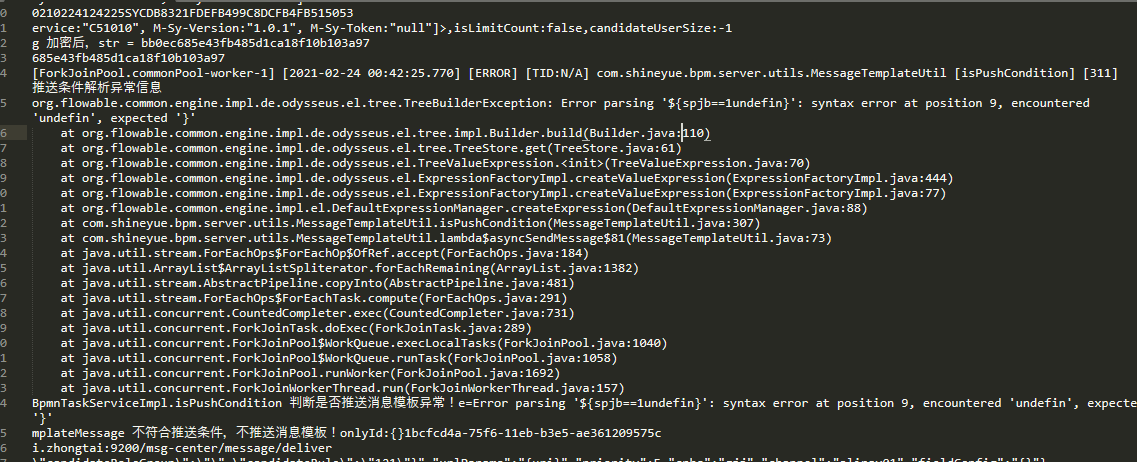 0 0210224124225SYCDB8321FDEFB499C8DCFB4FB515053
1 ervice:"C51010", M-Sy-Version:"1.0.1", M-Sy-Token:"null"]>,isLimitCount:false,candidateUserSize:-1
2 g 加密后, str = bb0ec685e43fb485d1ca18f10b103a97
3 685e43fb485d1ca18f10b103a97
4 [ForkJoinPool.commonPool-worker-1] [2021-02-24 00:42:25.770] [ERROR] [TID:N/A] com.shineyue.bpm.server.utils.MessageTemplateUtil [isPushCondition] [311]
推送条件解析异常信息
5 org.flowable.common.engine.impl.de.odysseus.el.tree.TreeBuilderException: Error parsing '${spjb==1undefin}': syntax error at position 9, encountered
'undefin', expected '}'
6 at org.flowable.common.engine.impl.de.odysseus.el.tree.impl.Builder.build(Builder.java:110)
7 at org.flowable.common.engine.impl.de.odysseus.el.tree.TreeStore.get(TreeStore.java:61)
8 at org.flowable.common.engine.impl.de.odysseus.el.TreeValueExpression.<init>(TreeValueExpression.java:70)
9 at org.flowable.common.engine.impl.de.odysseus.el.ExpressionFactoryImpl.createValueExpression(ExpressionFactoryImpl.java:444)
0 at org.flowable.common.engine.impl.de.odysseus.el.ExpressionFactoryImpl.createValueExpression(ExpressionFactoryImpl.java:77)
1 at org.flowable.common.engine.impl.el.DefaultExpressionManager.createExpression(DefaultExpressionManager.java:88)
2 at com.shineyue.bpm.server.utils.MessageTemplateUtil.isPushCondition(MessageTemplateUtil.java:307)
3 at com.shineyue.bpm.server.utils.MessageTemplateUtil.lambda$asyncSendMessage$81(MessageTemplateUtil.java:73)
4 at java.util.stream.ForEachOps$ForEachOp$OfRef.accept(ForEachOps.java:184)
5 at java.util.ArrayList$ArrayListSpliterator.forEachRemaining(ArrayList.java:1382)
6 at java.util.stream.AbstractPipeline.copyInto(AbstractPipeline.java:481)
7 at java.util.stream.ForEachOps$ForEachTask.compute(ForEachOps.java:291)
8 at java.util.concurrent.CountedCompleter.exec(CountedCompleter.java:731)
9 at java.util.concurrent.ForkJoinTask.doExec(ForkJoinTask.java:289)
0 at java.util.concurrent.ForkJoinPool$WorkQueue.execLocalTasks(ForkJoinPool.java:1040)
1 at java.util.concurrent.ForkJoinPool$WorkQueue.runTask(ForkJoinPool.java:1058)
2 at java.util.concurrent.ForkJoinPool.runWorker(ForkJoinPool.java:1692)
3 at java.util.concurrent.ForkJoinWorkerThread.run(ForkJoinWorkerThread.java:157)
4 BpmnTaskServiceImpl.isPushCondition 判断是否推送消息模板异常！e=Error parsing '${spjb==1undefin}': syntax error at position 9, encountered 'undefin', expecte
'}'
5 mplateMessage 不符合推送条件, 不推送消息模板！onlyId:{}1bcfcd4a-75f6-11eb-b3e5-ae361209575c
6 i.zhongtai:9200/msg-center/message/deliver